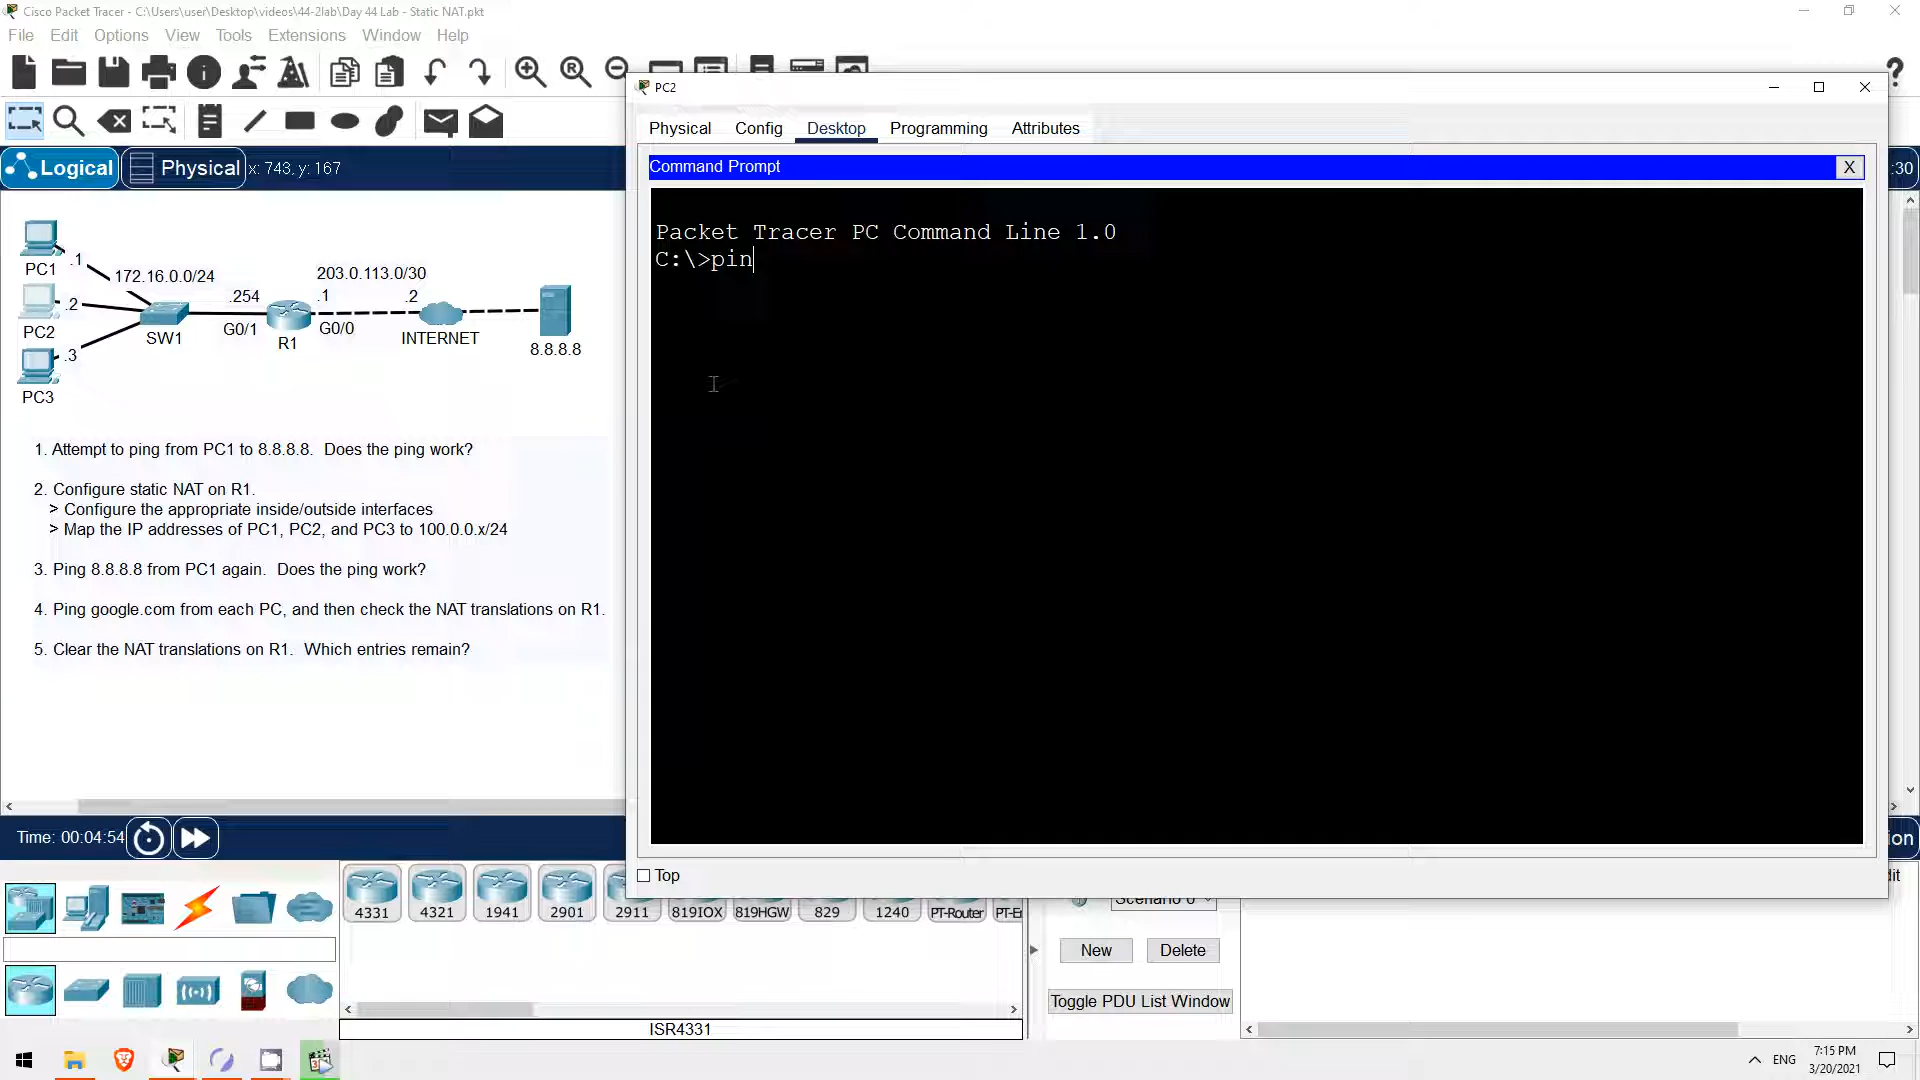 Cisco Packet Tracer - C:\Users\user\Desktop\videos\44-2lab\Day 44 Lab - Static NAT.pkt
File Edit Options View Tools Extensions Window Help
PC2
Physical Config Desktop Programming Attributes
Command Prompt
X
Packet Tracer PC Command Line 1.0
C:\>pin
Top
Logical Physical x: 743, y: 167
:30
PC1
.1
172.16.0.0/24
203.0.113.0/30
.2
.254
.1
.2
PC2
SW1
G0/1
R1
G0/0
INTERNET
8.8.8.8
.3
PC3
1. Attempt to ping from PC1 to 8.8.8.8. Does the ping work?
2. Configure static NAT on R1.
> Configure the appropriate inside/outside interfaces
> Map the IP addresses of PC1, PC2, and PC3 to 100.0.0.x/24
3. Ping 8.8.8.8 from PC1 again. Does the ping work?
4. Ping google.com from each PC, and then check the NAT translations on R1.
5. Clear the NAT translations on R1. Which entries remain?
Time: 00:04:54
ion
4331 4321 1941 2901 2911 819IOX 819HGW 829 1240 PT-Router
Scenario 0
dit
New Delete
Toggle PDU List Window
ISR4331
ENG
7:15 PM
3/20/2021